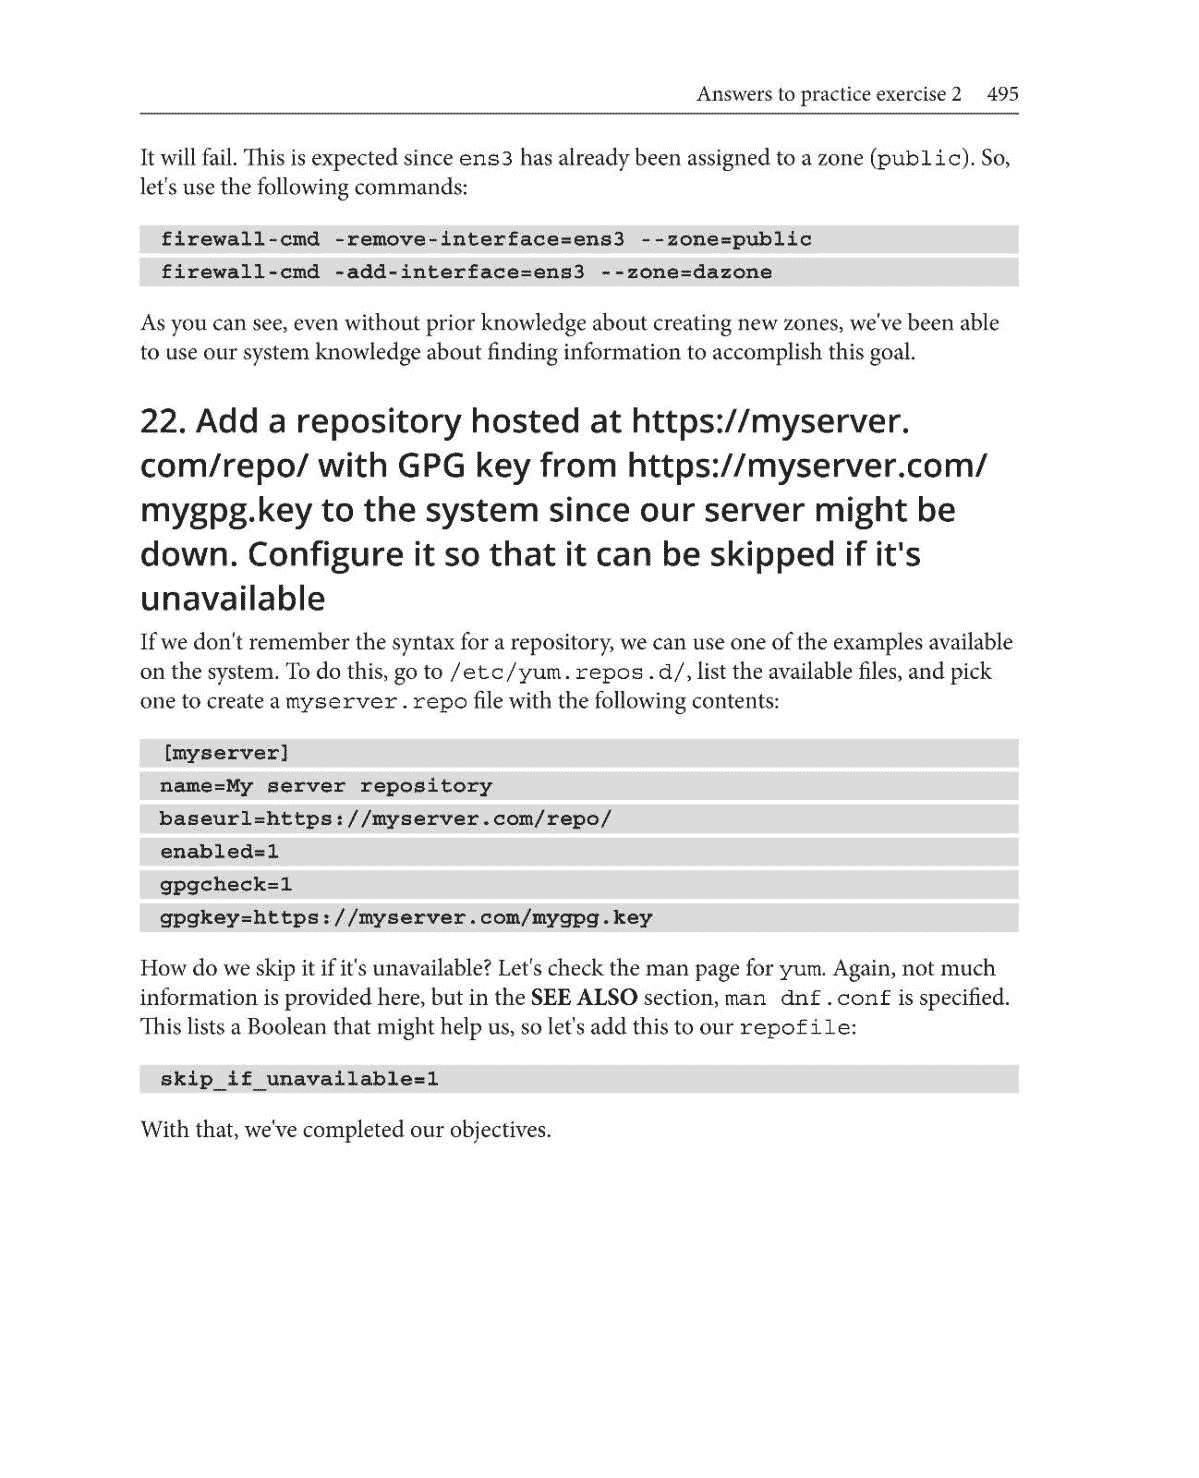 Answers to practice exercise 2 495
It will fail. This is expected since ens3 has already been assigned to a zone (public). So,
let's use the following commands:
firewall-cmd -remove-interface=ens3 --zone=public
firewall-cmd -add-interface=ens3 --zone=dazone
As you can see, even without prior knowledge about creating new zones, we've been able
to use our system knowledge about finding information to accomplish this goal.
22. Add a repository hosted at https://myserver.
com/repo/ with GPG key from https://myserver.com/
mygpg.key to the system since our server might be
down. Configure it so that it can be skipped if it's
unavailable
If we don't remember the syntax for a repository, we can use one of the examples available
on the system. To do this, go to /etc/yum.repos.d/, list the available files, and pick
one to create a myserver.repo file with the following contents:
[myserver]
name=My server repository
baseurl=https://myserver.com/repo/
enabled=1
gpgcheck=1
gpgkey=https://myserver.com/mygpg.key
How do we skip it if it's unavailable? Let's check the man page for yum. Again, not much
information is provided here, but in the SEE ALSO section, man dnf.conf is specified.
This lists a Boolean that might help us, so let's add this to our repofile:
skip_if_unavailable=1
With that, we've completed our objectives.